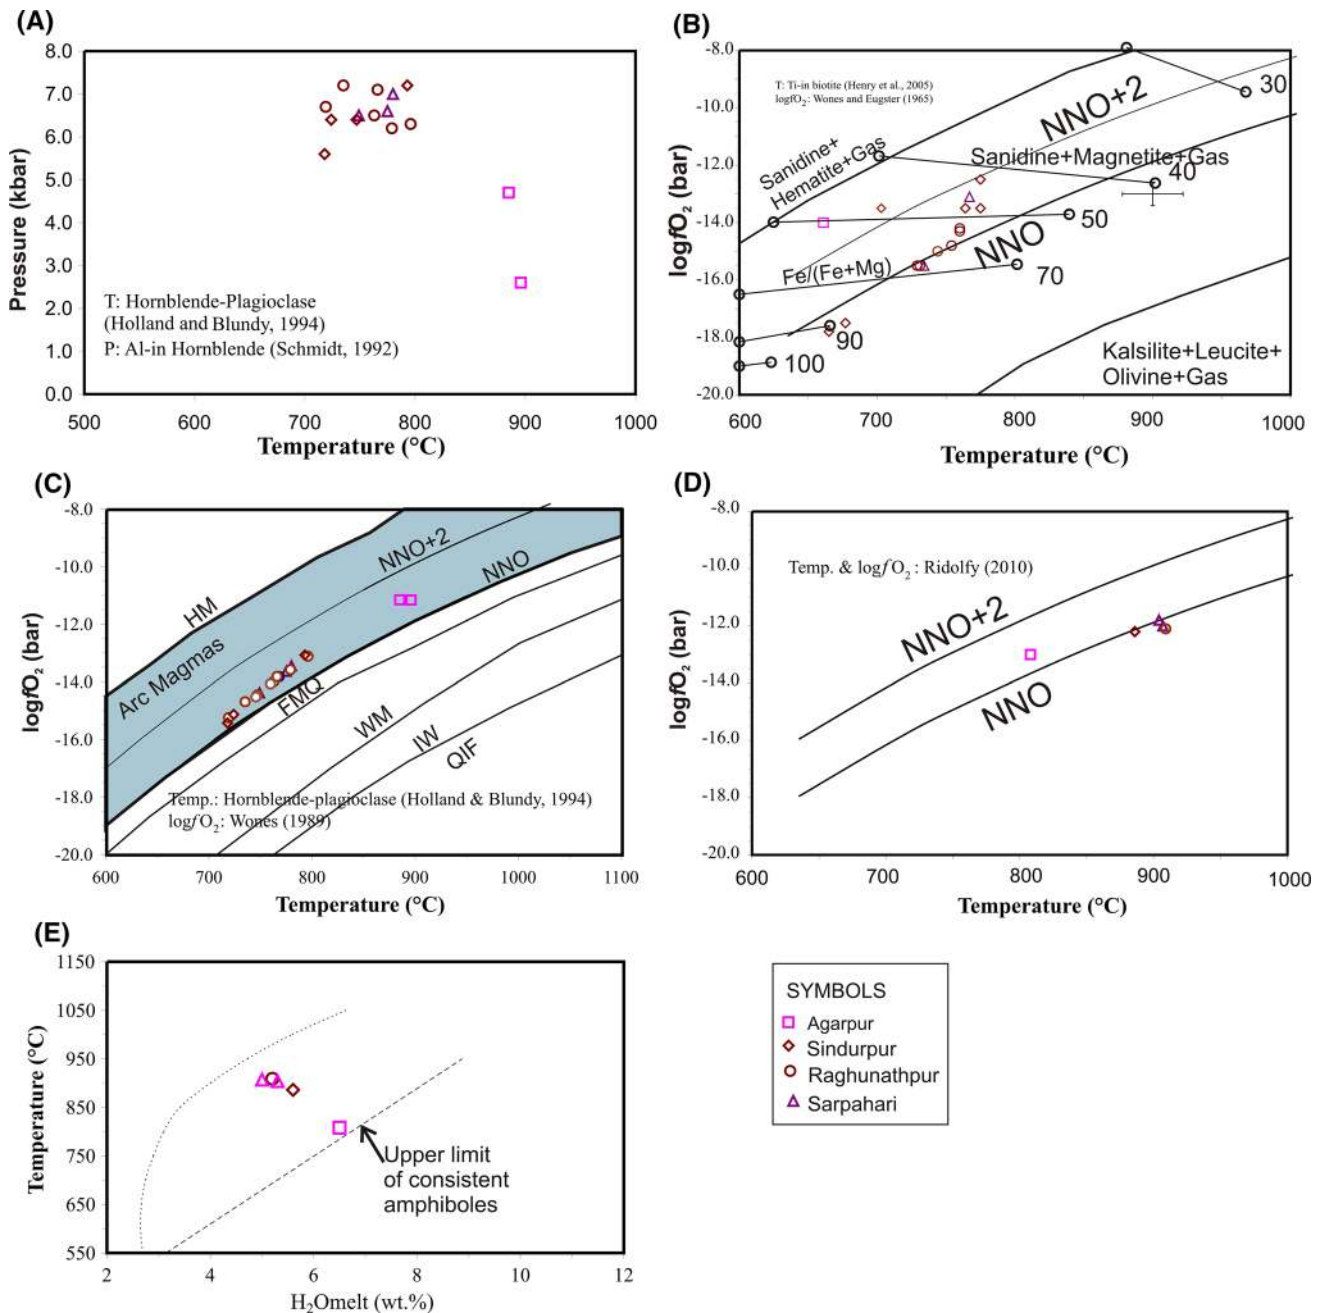 (A)
8.0
7.0
6.0
5.0
4.0
3.0
2.0
1.0
0.0
Pressure (kbar)
T: Hornblende-Plagioclase
(Holland and Blundy, 1994)
P: Al-in Hornblende (Schmidt, 1992)
500 600 700 800 900 1000
Temperature (°C)
(B)
-8.0
-10.0
-12.0
-14.0
-16.0
-18.0
-20.0
logfO2 (bar)
T: Ti-in biotite (Henry et al., 2005)
logfO2: Wones and Eugster (1965)
NNO+2
30
Sanidine+
Hematite+Gas
Sanidine+Magnetite+Gas
40
50
NNO
Fe/(Fe+Mg)
70
90
100
Kalsilite+Leucite+
Olivine+Gas
600 700 800 900 1000
Temperature (°C)
(C)
-8.0
-10.0
-12.0
-14.0
-16.0
-18.0
-20.0
logfO2 (bar)
NNO+2
NNO
HM
Arc Magmas
FMQ
WM
IW
QIF
Temp.: Hornblende-plagioclase (Holland & Blundy, 1994)
logfO2: Wones (1989)
600 700 800 900 1000 1100
Temperature (°C)
(D)
-8.0
-10.0
-12.0
-14.0
-16.0
-18.0
-20.0
logfO2 (bar)
Temp. & logfO2 : Ridolfy (2010)
NNO+2
NNO
600 800 900 1000
Temperature (°C)
(E)
1150
1050
950
850
750
650
550
Temperature (°C)
Upper limit
of consistent
amphiboles
2 4 6 8 10 12
H2Omelt (wt.%)
SYMBOLS
Agarpur
Sindurpur
Raghunathpur
Sarpahari